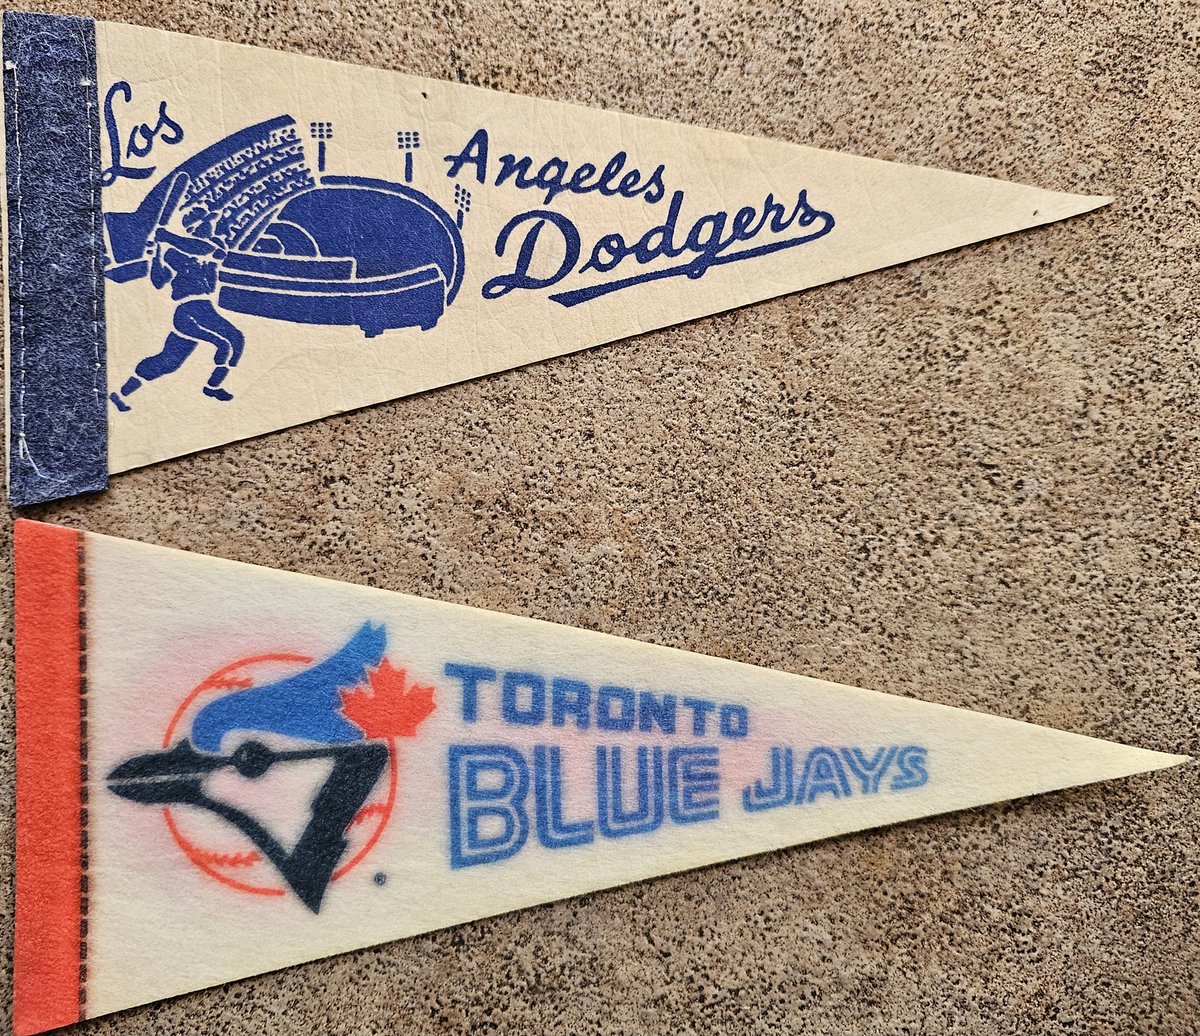 Los
Angeles
Dodgers
TORONTO
BLUE JAYS
®